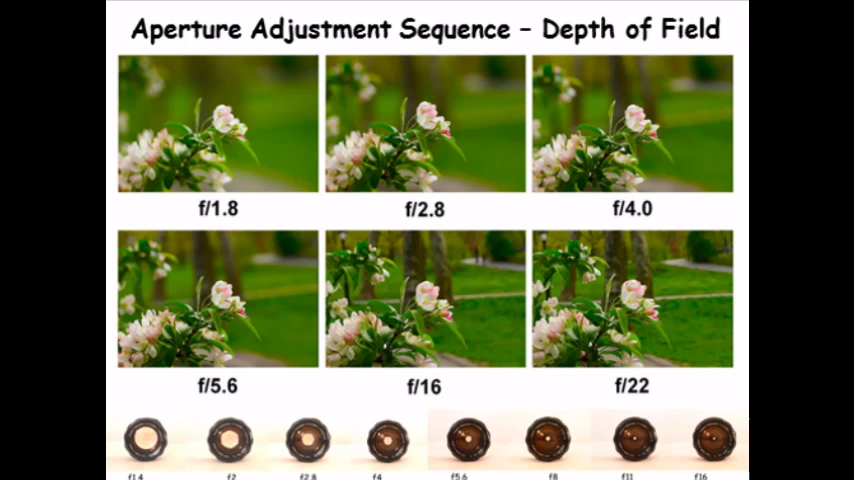 Aperture Adjustment Sequence – Depth of Field
f/1.8 f/2.8 f/4.0
f/5.6 f/16 f/22
f1.4 f2 f2.8 f4 f5.6 f8 f11 f16